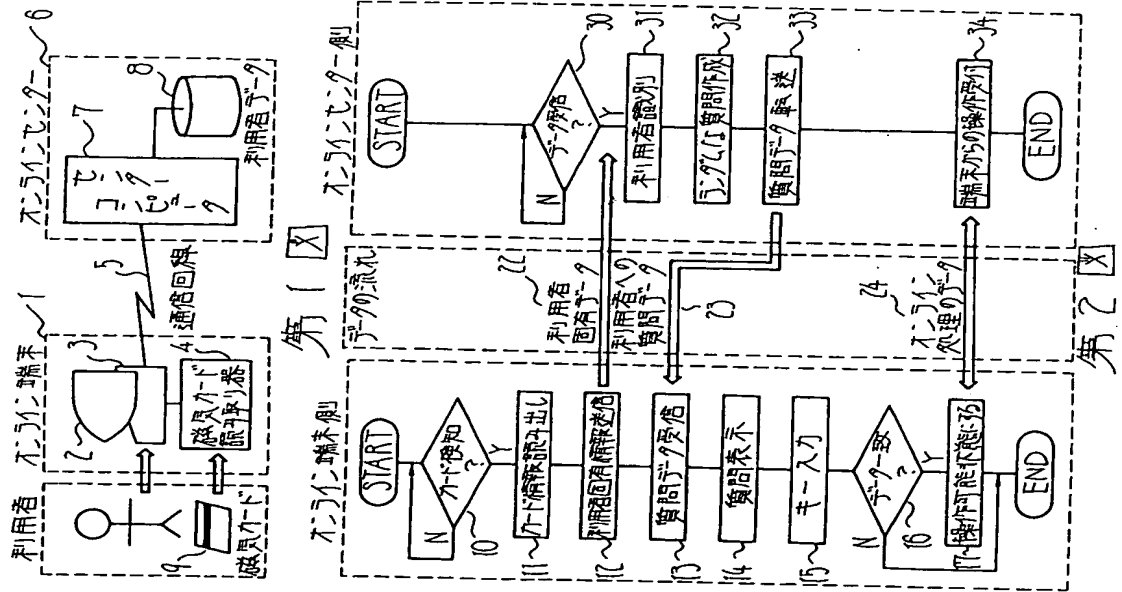 利用者
9
磁気カード
オンライン端末
1
2
3
磁気カード
読取り器
4
5
通信回線
オンラインセンター
6
7
センター
コンピュータ
8
利用者データ
第1図
オンライン端末側
START
カード検知
?
N
Y
10
カード情報読み出し
11
利用者固有情報送信
12
質問データ受信
13
質問表示
14
キー入力
15
データ一致
?
N
Y
16
操作可能状態にする
17
END
データの流れ
22
利用者
固有データ
利用者への
質問データ
23
24
オンライン
処理のデータ
オンラインセンター側
START
データ受信
?
N
Y
30
利用者識別
31
ランダムな質問作成
32
質問データ転送
33
端末からの操作受付
34
END
第2図